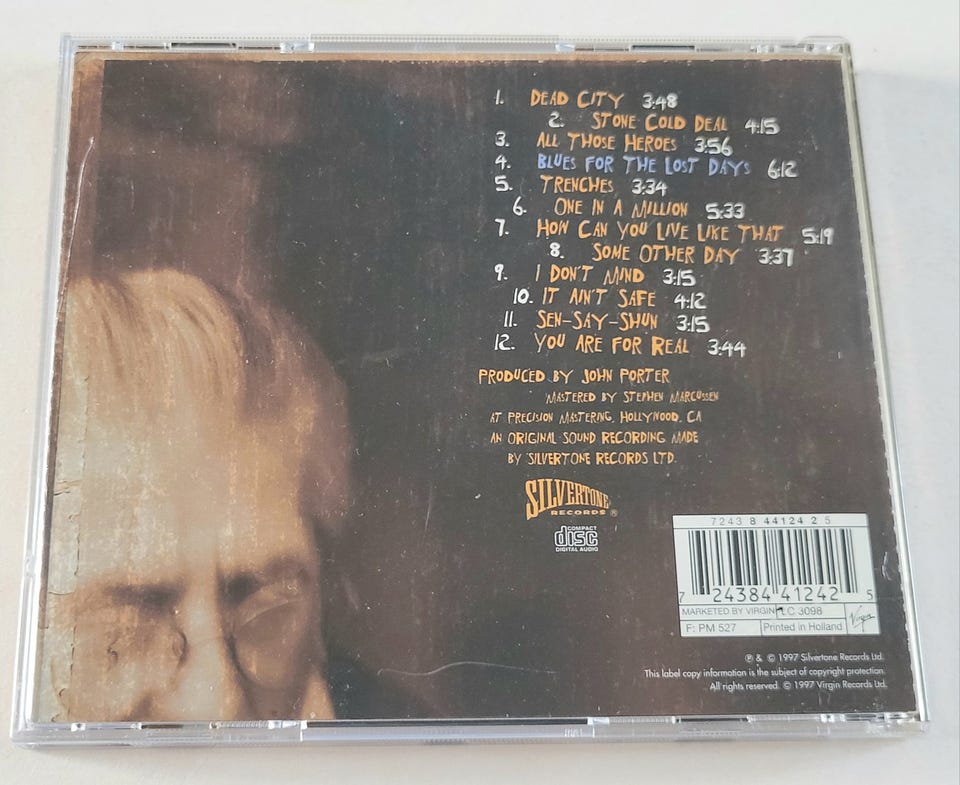 1. DEAD CITY 3:48
2. STONE COLD DEAL 4:15
3. ALL THOSE HEROES 3:56
4. BLUES FOR THE LOST DAYS 6:12
5. TRENCHES 3:34
6. ONE IN A MILLION 5:33
7. HOW CAN YOU LIVE LIKE THAT 5:19
8. SOME OTHER DAY 3:37
9. I DON'T MIND 3:15
10. IT AIN'T SAFE 4:12
11. SEN-SAY-SHUN 3:15
12. YOU ARE FOR REAL 3:44
PRODUCED BY JOHN PORTER
MASTERED BY STEPHEN MARCUSSEN
AT PRECISION MASTERING, HOLLYWOOD, CA
AN ORIGINAL SOUND RECORDING MADE
BY SILVERTONE RECORDS LTD.
SILVERTONE
RECORDS®
COMPACT
disc
DIGITAL AUDIO
7243 8 44124 2 5
7 24384 41242 5
MARKETED BY VIRGIN LC 3098
F: PM 527 Printed in Holland Virgin
℗ & © 1997 Silvertone Records Ltd.
This label copy information is the subject of copyright protection.
All rights reserved. © 1997 Virgin Records Ltd.